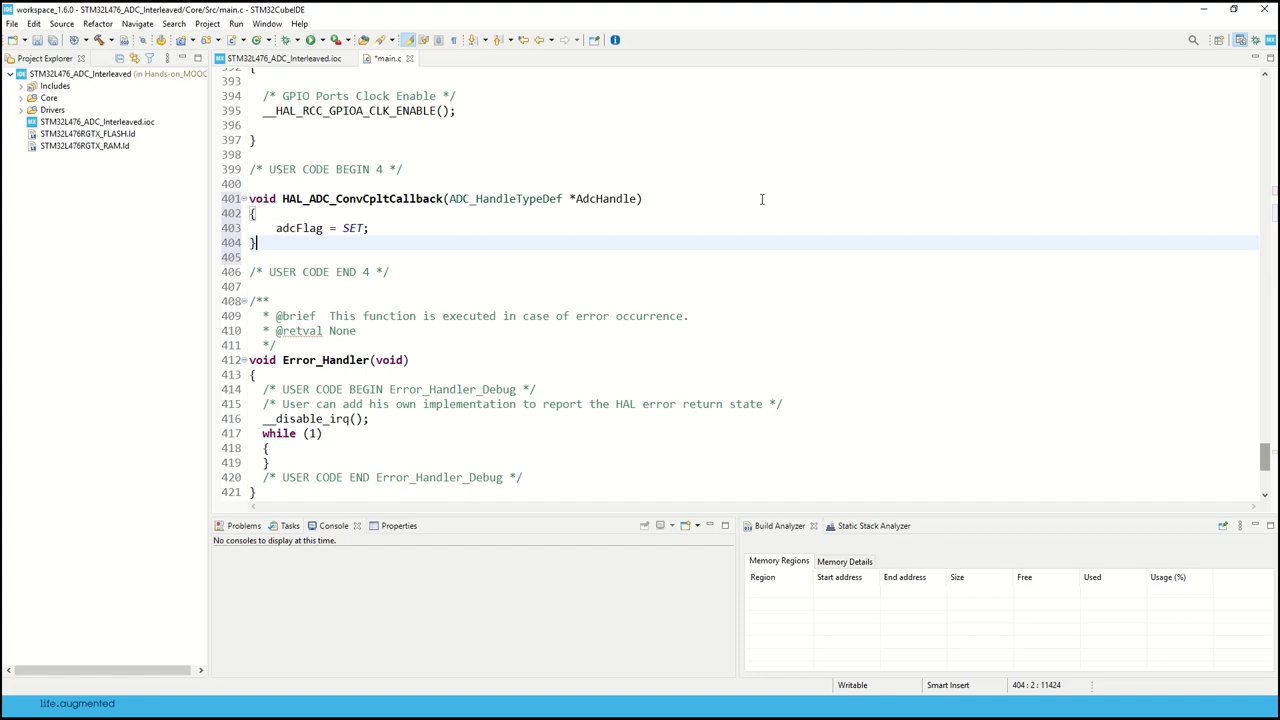 workspace_1.6.0 - STM32L476_ADC_Interleaved/Core/Src/main.c - STM32CubeIDE
File Edit Source Refactor Navigate Search Project Run Window Help
Project Explorer
STM32L476_ADC_Interleaved.ioc
*main.c
STM32L476_ADC_Interleaved (in Hands-on_MOOC
Includes
Core
Drivers
STM32L476_ADC_Interleaved.ioc
STM32L476RGTX_FLASH.ld
STM32L476RGTX_RAM.ld
392 {
393
394 /* GPIO Ports Clock Enable */
395 __HAL_RCC_GPIOA_CLK_ENABLE();
396
397 }
398
399 /* USER CODE BEGIN 4 */
400
401 void HAL_ADC_ConvCpltCallback(ADC_HandleTypeDef *AdcHandle)
402 {
403 adcFlag = SET;
404 }
405
406 /* USER CODE END 4 */
407
408 /**
409 * @brief This function is executed in case of error occurrence.
410 * @retval None
411 */
412 void Error_Handler(void)
413 {
414 /* USER CODE BEGIN Error_Handler_Debug */
415 /* User can add his own implementation to report the HAL error return state */
416 __disable_irq();
417 while (1)
418 {
419 }
420 /* USER CODE END Error_Handler_Debug */
421 }
Problems Tasks Console Properties
No consoles to display at this time.
Build Analyzer Static Stack Analyzer
Memory Regions Memory Details
Region Start address End address Size Free Used Usage (%)
Writable Smart Insert 404 : 2 : 11424
life.augmented